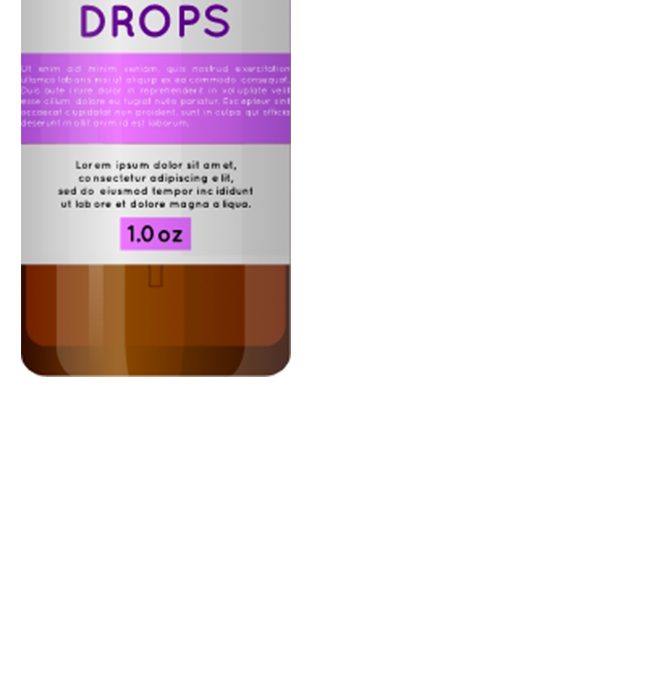 DROPS
Ut enim ad minim veniam, quis nostrud exercitation
ullamco laboris nisi ut aliquip ex ea commodo consequat.
Duis aute irure dolor in reprehenderit in voluptate velit
esse cillum dolore eu fugiat nulla pariatur. Excepteur sint
occaecat cupidatat non proident, sunt in culpa qui officia
deserunt mollit anim id est laborum.
Lorem ipsum dolor sit amet,
consectetur adipiscing elit,
sed do eiusmod tempor incididunt
ut labore et dolore magna aliqua.
1.0 oz